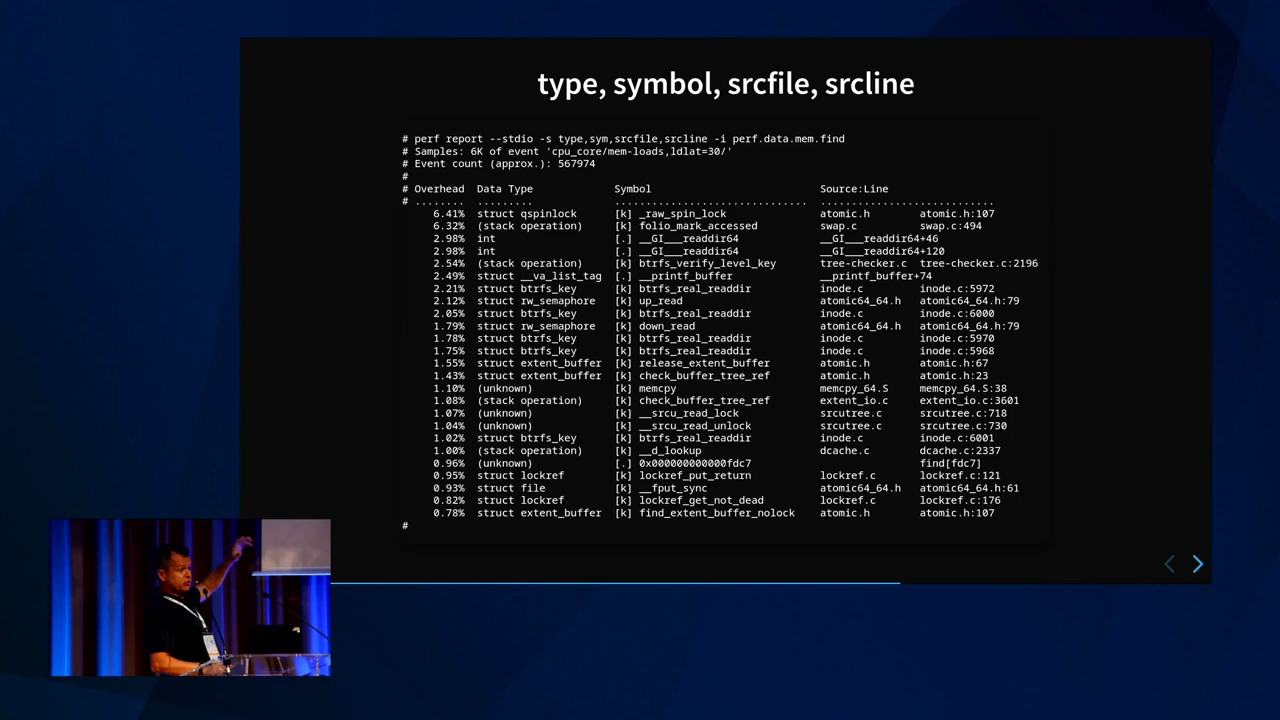 type, symbol, srcfile, srcline
# perf report --stdio -s type,sym,srcfile,srcline -i perf.data.mem.find
# Samples: 6K of event 'cpu_core/mem-loads,ldlat=30/'
# Event count (approx.): 567974
#
# Overhead  Data Type             Symbol                           Source:Line
# ........  .........             ...............................  ............................
     6.41%  struct qspinlock      [k] _raw_spin_lock               atomic.h        atomic.h:107
     6.32%  (stack operation)     [k] folio_mark_accessed          swap.c          swap.c:494
     2.98%  int                   [.] __GI___readdir64             __GI___readdir64+46
     2.98%  int                   [.] __GI___readdir64             __GI___readdir64+120
     2.54%  (stack operation)     [k] btrfs_verify_level_key       tree-checker.c  tree-checker.c:2196
     2.49%  struct __va_list_tag  [.] __printf_buffer              __printf_buffer+74
     2.21%  struct btrfs_key      [k] btrfs_real_readdir           inode.c         inode.c:5972
     2.12%  struct rw_semaphore   [k] up_read                      atomic64_64.h   atomic64_64.h:79
     2.05%  struct btrfs_key      [k] btrfs_real_readdir           inode.c         inode.c:6000
     1.79%  struct rw_semaphore   [k] down_read                    atomic64_64.h   atomic64_64.h:79
     1.78%  struct btrfs_key      [k] btrfs_real_readdir           inode.c         inode.c:5970
     1.75%  struct btrfs_key      [k] btrfs_real_readdir           inode.c         inode.c:5968
     1.55%  struct extent_buffer  [k] release_extent_buffer        atomic.h        atomic.h:67
     1.43%  struct extent_buffer  [k] check_buffer_tree_ref        atomic.h        atomic.h:23
     1.10%  (unknown)             [k] memcpy                       memcpy_64.S     memcpy_64.S:38
     1.08%  (stack operation)     [k] check_buffer_tree_ref        extent_io.c     extent_io.c:3601
     1.07%  (unknown)             [k] __srcu_read_lock             srcutree.c      srcutree.c:718
     1.04%  (unknown)             [k] __srcu_read_unlock           srcutree.c      srcutree.c:730
     1.02%  struct btrfs_key      [k] btrfs_real_readdir           inode.c         inode.c:6001
     1.00%  (stack operation)     [k] __d_lookup                   dcache.c        dcache.c:2337
     0.96%  (unknown)             [.] 0x000000000000fdc7                           find[fdc7]
     0.95%  struct lockref        [k] lockref_put_return           lockref.c       lockref.c:121
     0.93%  struct file           [k] __fput_sync                  atomic64_64.h   atomic64_64.h:61
     0.82%  struct lockref        [k] lockref_get_not_dead         lockref.c       lockref.c:176
     0.78%  struct extent_buffer  [k] find_extent_buffer_nolock    atomic.h        atomic.h:107
#